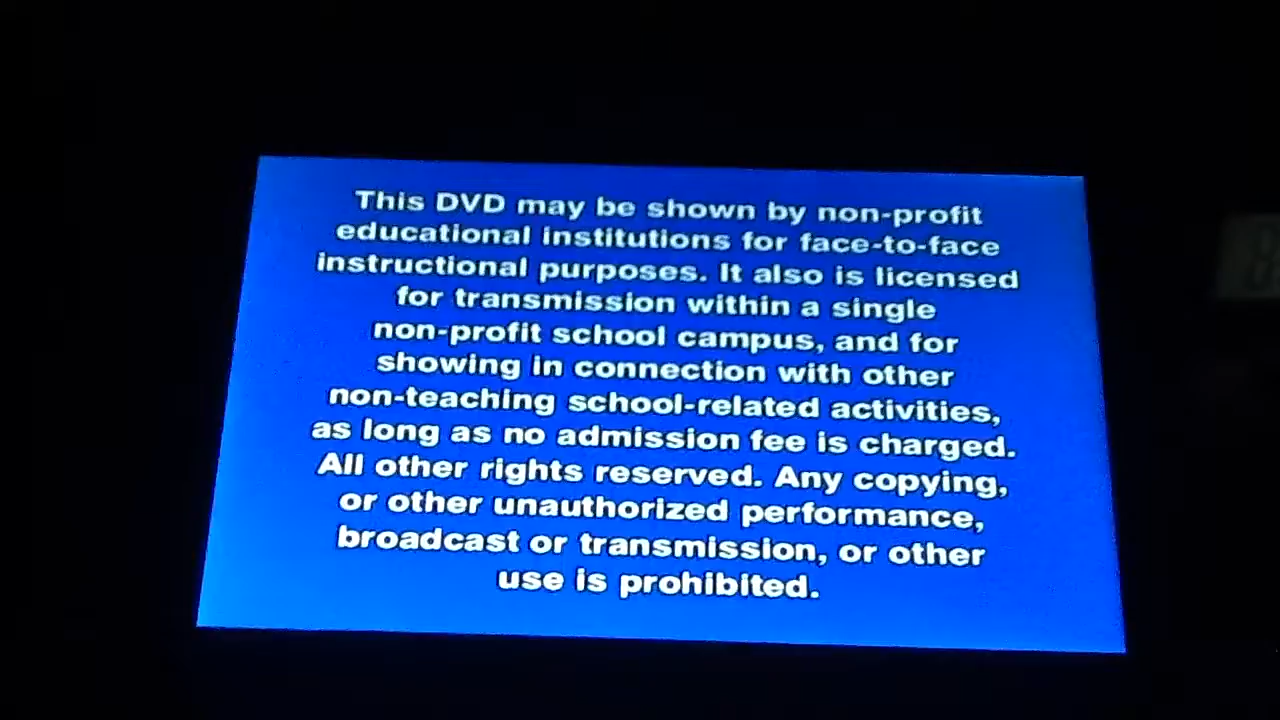 This DVD may be shown by non-profit
educational institutions for face-to-face
instructional purposes. It also is licensed
for transmission within a single
non-profit school campus, and for
showing in connection with other
non-teaching school-related activities,
as long as no admission fee is charged.
All other rights reserved. Any copying,
or other unauthorized performance,
broadcast or transmission, or other
use is prohibited.